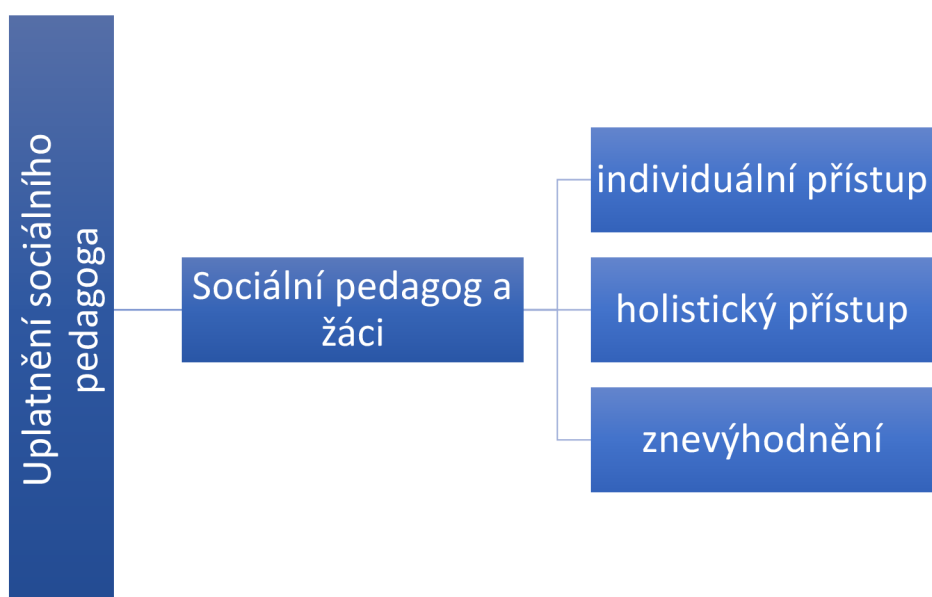 Uplatnění sociálního
pedagoga
Sociální pedagog a
žáci
individuální přístup
holistický přístup
znevýhodnění